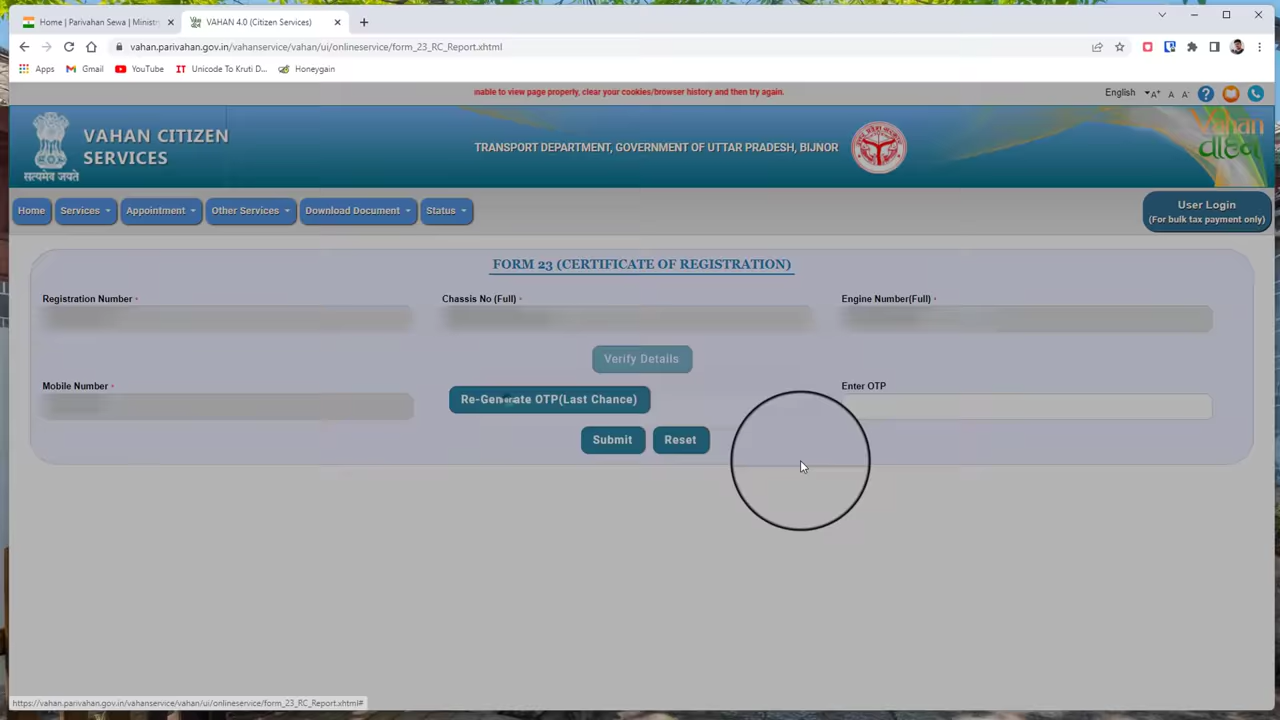 Home | Parivahan Sewa | Ministry
VAHAN 4.0 (Citizen Services)
vahan.parivahan.gov.in/vahanservice/vahan/ui/onlineservice/form_23_RC_Report.xhtml
Apps Gmail YouTube Unicode To Kruti D... Honeygain
nable to view page properly, clear your cookies/browser history and then try again.
English A+ A A-
VAHAN CITIZEN
SERVICES
सत्यमेव जयते
TRANSPORT DEPARTMENT, GOVERNMENT OF UTTAR PRADESH, BIJNOR
Vahan
वाहन
Home Services Appointment Other Services Download Document Status
User Login
(For bulk tax payment only)
FORM 23 (CERTIFICATE OF REGISTRATION)
Registration Number * Chassis No (Full) * Engine Number(Full) *
Verify Details
Mobile Number * Re-Generate OTP(Last Chance) Enter OTP
Submit Reset
https://vahan.parivahan.gov.in/vahanservice/vahan/ui/onlineservice/form_23_RC_Report.xhtml#